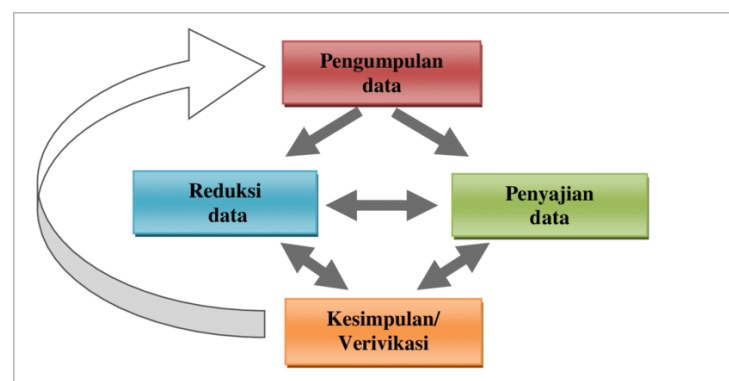 Pengumpulan
data
Reduksi
data
Penyajian
data
Kesimpulan/
Verivikasi